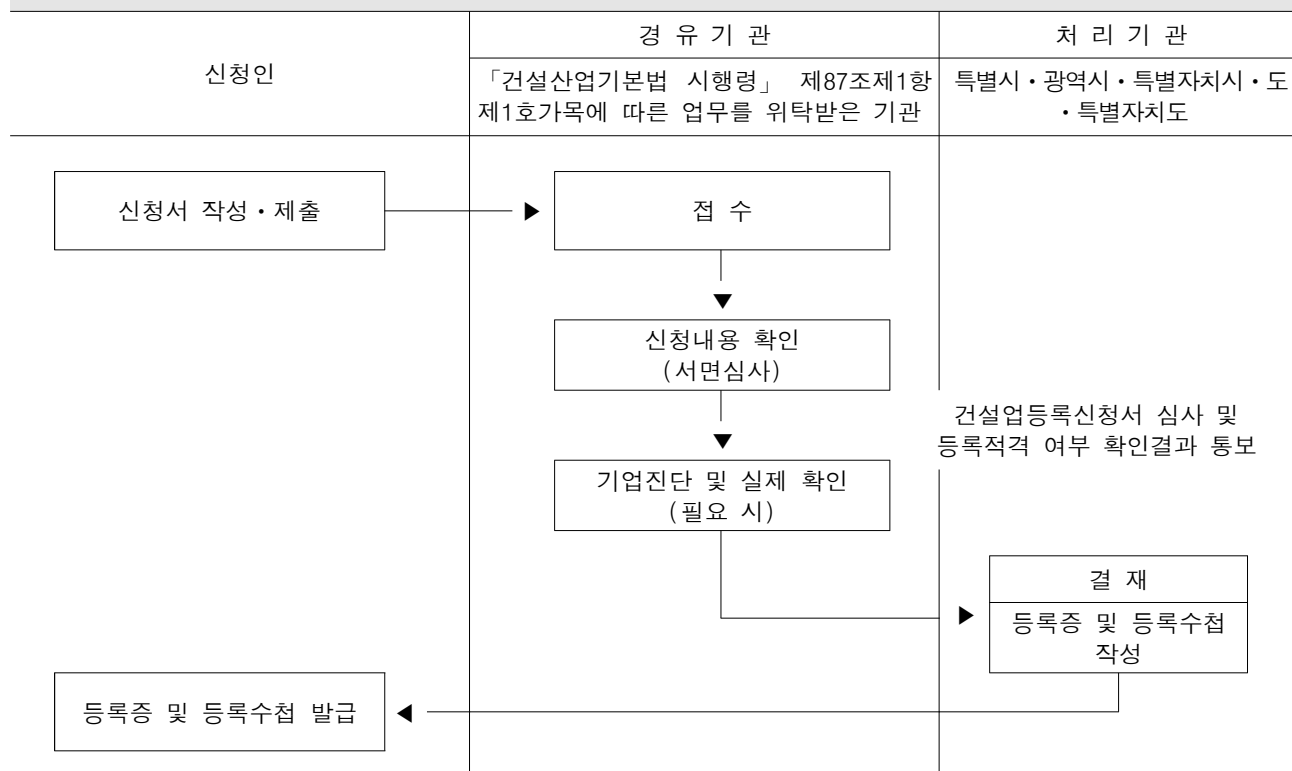 신청인
경 유 기 관
처 리 기 관
「건설산업기본법 시행령」 제87조제1항
제1호가목에 따른 업무를 위탁받은 기관
특별시・광역시・특별자치시・도
・특별자치도
신청서 작성・제출
접 수
신청내용 확인
(서면심사)
건설업등록신청서 심사 및
등록적격 여부 확인결과 통보
기업진단 및 실제 확인
(필요 시)
결 재
등록증 및 등록수첩
작성
등록증 및 등록수첩 발급